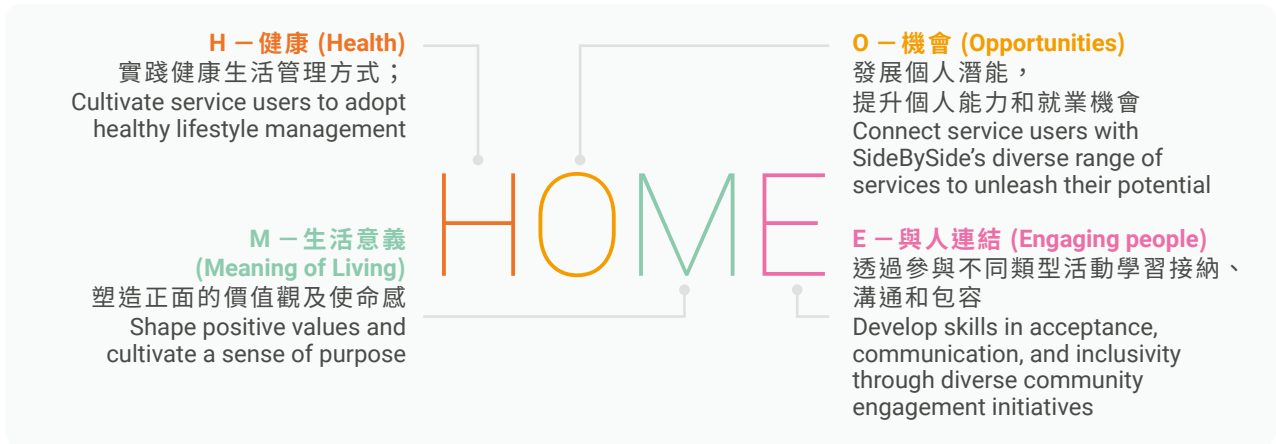 H － 健康 (Health)
實踐健康生活管理方式；
Cultivate service users to adopt
healthy lifestyle management
O － 機會 (Opportunities)
發展個人潛能，
提升個人能力和就業機會
Connect service users with
SideBySide’s diverse range of
services to unleash their potential
HOME
M － 生活意義
(Meaning of Living)
塑造正面的價值觀及使命感
Shape positive values and
cultivate a sense of purpose
E － 與人連結 (Engaging people)
透過參與不同類型活動學習接納、
溝通和包容
Develop skills in acceptance,
communication, and inclusivity
through diverse community
engagement initiatives